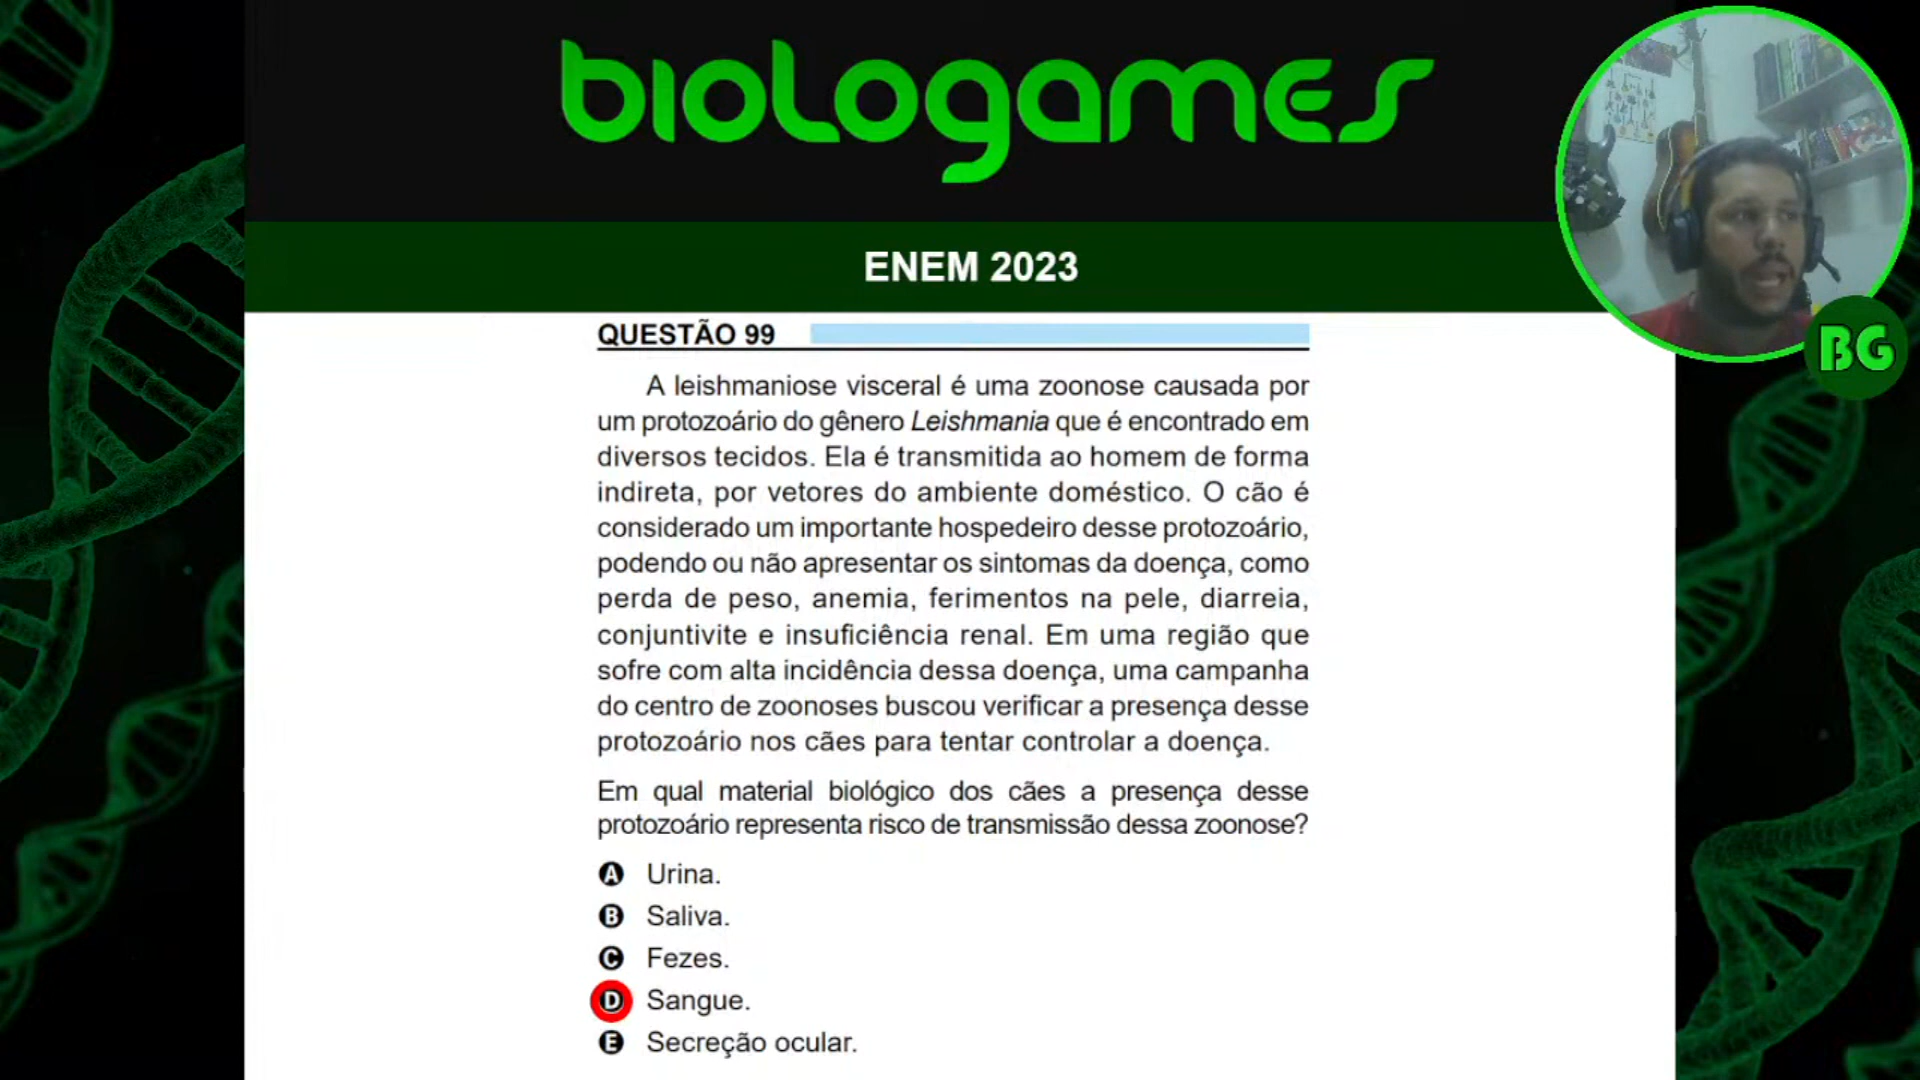 biologames
ENEM 2023
BG
QUESTÃO 99
A leishmaniose visceral é uma zoonose causada por
um protozoário do gênero Leishmania que é encontrado em
diversos tecidos. Ela é transmitida ao homem de forma
indireta, por vetores do ambiente doméstico. O cão é
considerado um importante hospedeiro desse protozoário,
podendo ou não apresentar os sintomas da doença, como
perda de peso, anemia, ferimentos na pele, diarreia,
conjuntivite e insuficiência renal. Em uma região que
sofre com alta incidência dessa doença, uma campanha
do centro de zoonoses buscou verificar a presença desse
protozoário nos cães para tentar controlar a doença.
Em qual material biológico dos cães a presença desse
protozoário representa risco de transmissão dessa zoonose?
A Urina.
B Saliva.
C Fezes.
D Sangue.
E Secreção ocular.